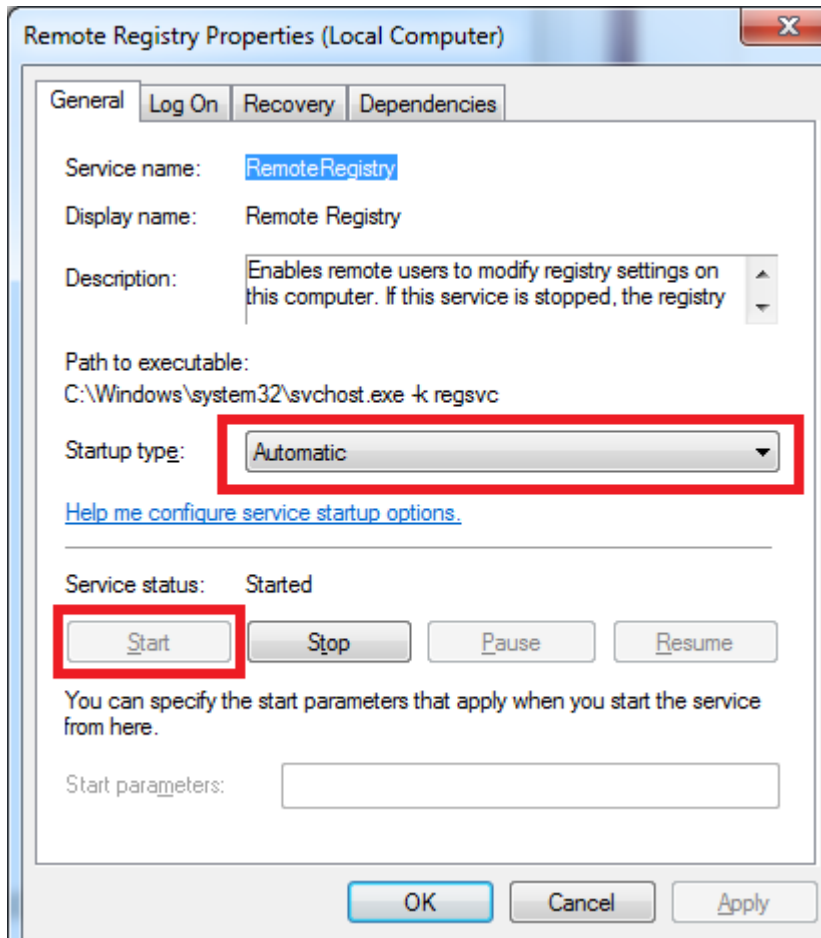 Remote Registry Properties (Local Computer)
General Log On Recovery Dependencies
Service name: RemoteRegistry
Display name: Remote Registry
Description: Enables remote users to modify registry settings on
this computer. If this service is stopped, the registry
Path to executable:
C:\Windows\system32\svchost.exe -k regsvc
Startup type: Automatic
Help me configure service startup options.
Service status: Started
Start Stop Pause Resume
You can specify the start parameters that apply when you start the service
from here.
Start parameters:
OK Cancel Apply